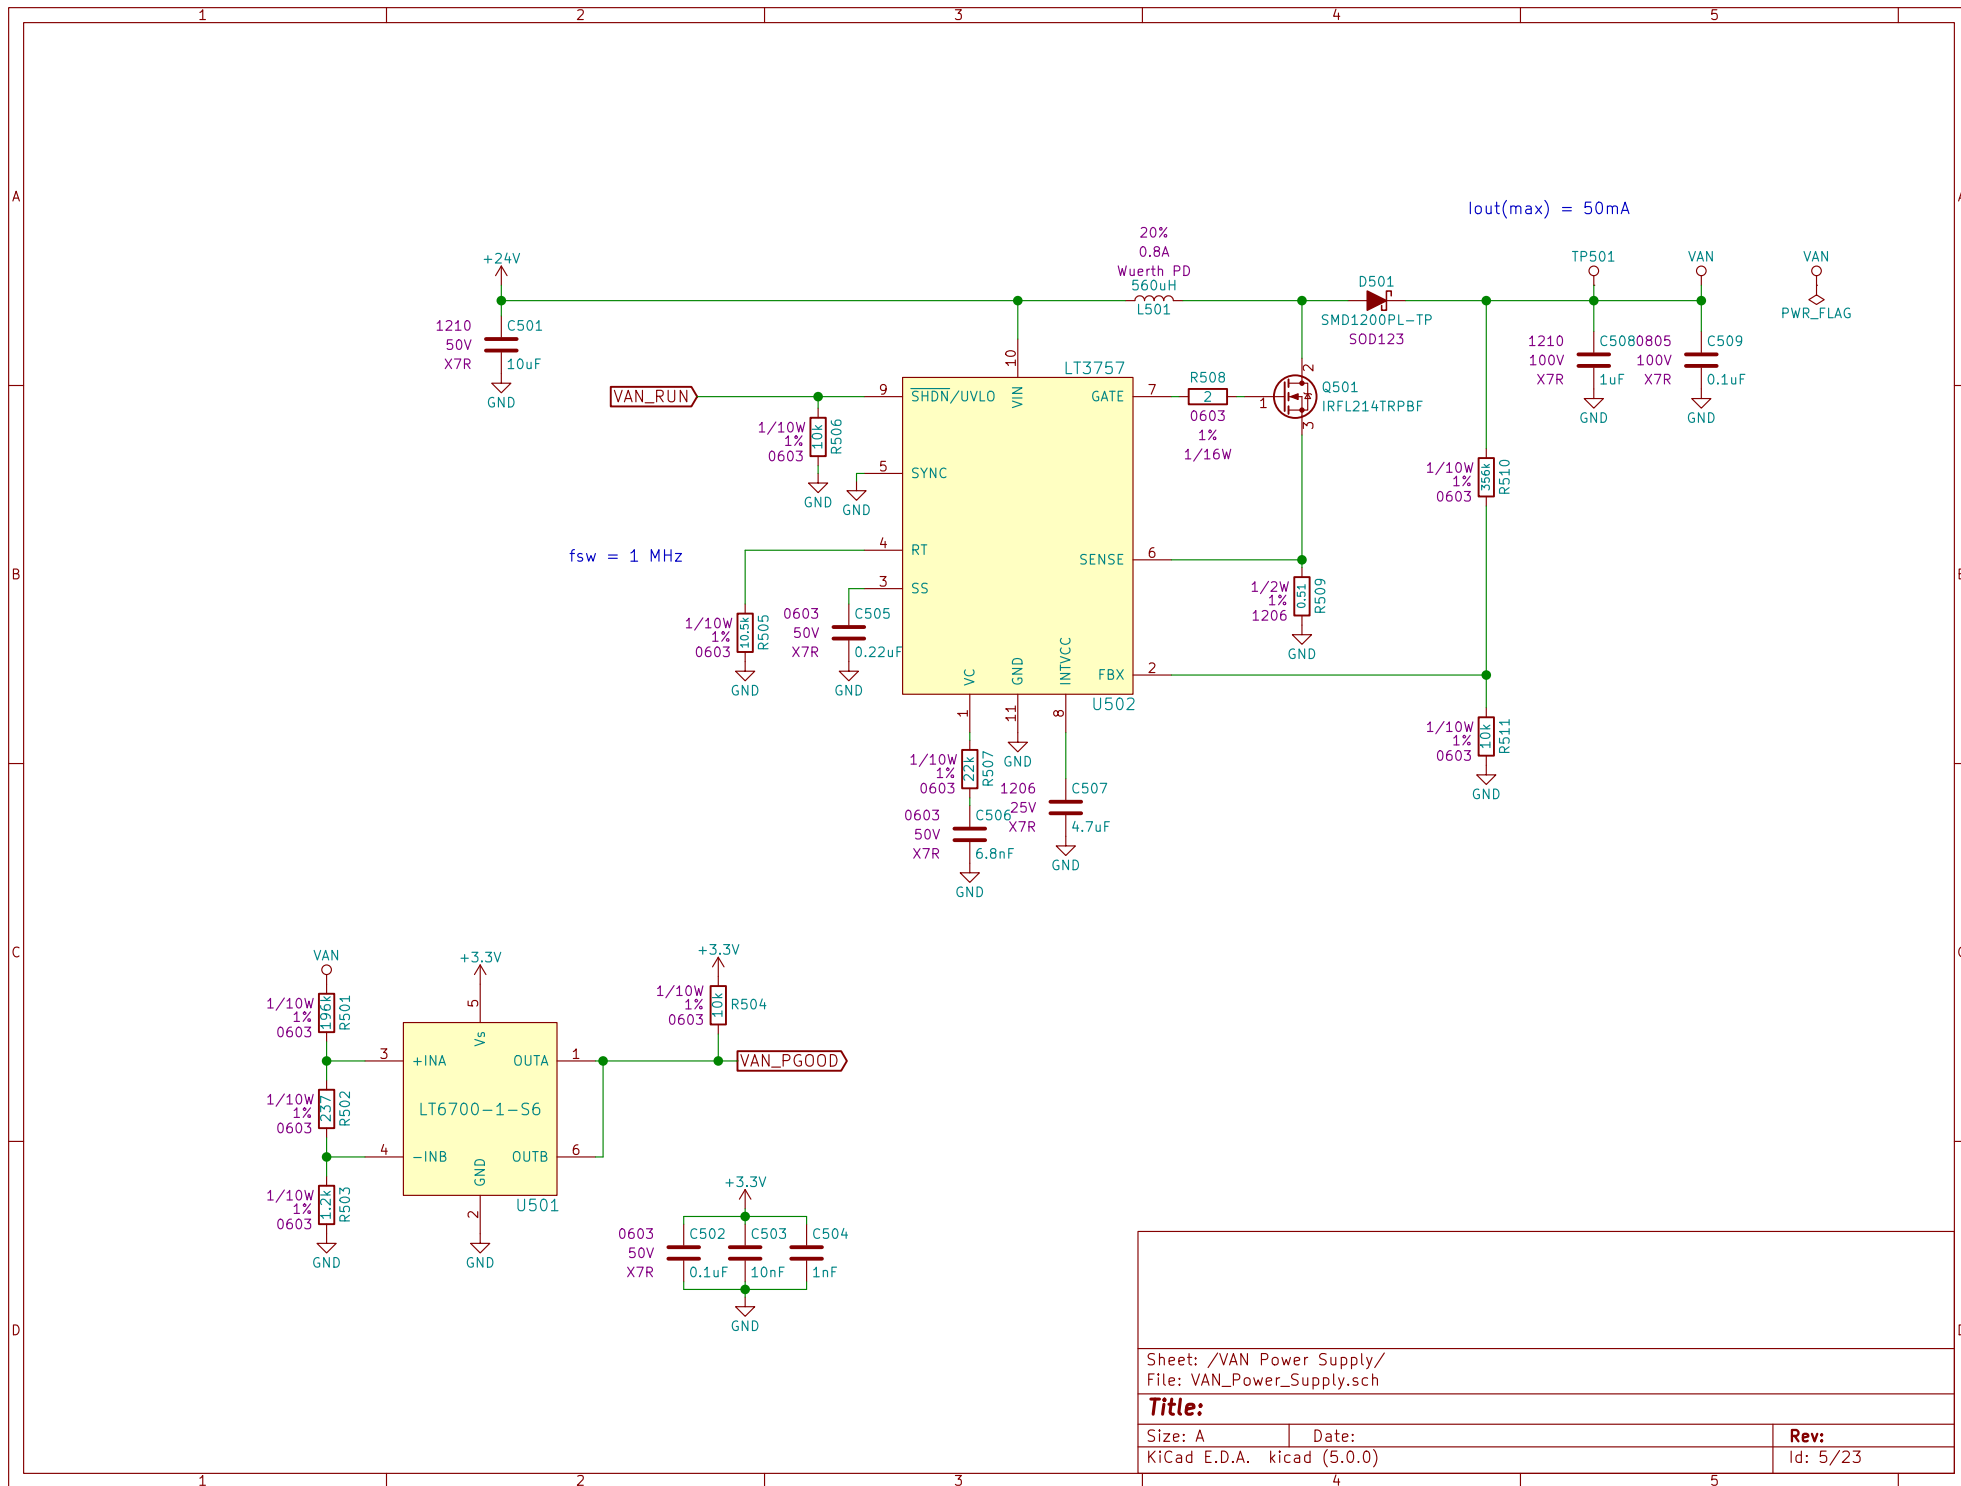 1 2 3 4 5
A
B
C
D
Iout(max) = 50mA
+24V
1210
50V
X7R
C501
10uF
GND
20%
0.8A
Wuerth PD
560uH
L501
D501
SMD1200PL-TP
SOD123
TP501
VAN
VAN
PWR_FLAG
1210
100V
X7R
C508
1uF
GND
0805
100V
X7R
C509
0.1uF
GND
VAN_RUN
1/10W
1%
0603
10k
R506
GND
GND
LT3757
9
SHDN/UVLO
10
VIN
GATE
7
5
SYNC
4
RT
3
SS
SENSE
6
FBX
2
VC
1
GND
11
INTVCC
8
U502
R508
2
0603
1%
1/16W
1
2
3
Q501
IRFL214TRPBF
1/10W
1%
0603
356k
R510
fsw = 1 MHz
1/10W
1%
0603
10.5k
R505
GND
0603
50V
X7R
C505
0.22uF
GND
1/2W
1%
1206
0.51
R509
GND
1/10W
1%
0603
10k
R511
GND
1/10W
1%
0603
22k
R507
GND
0603
50V
X7R
C506
6.8nF
GND
1206
25V
X7R
C507
4.7uF
GND
VAN
1/10W
1%
0603
196k
R501
1/10W
1%
0603
237
R502
1/10W
1%
0603
1.2k
R503
GND
+3.3V
5
Vs
3
+INA
OUTA
1
LT6700-1-S6
4
-INB
OUTB
6
GND
2
U501
GND
+3.3V
1/10W
1%
0603
10k
R504
VAN_PGOOD
+3.3V
0603
50V
X7R
C502
0.1uF
C503
10nF
C504
1nF
GND
Sheet: /VAN Power Supply/
File: VAN_Power_Supply.sch
Title:
Size: A
Date:
Rev:
KiCad E.D.A. kicad (5.0.0)
Id: 5/23
1 2 3 4 5